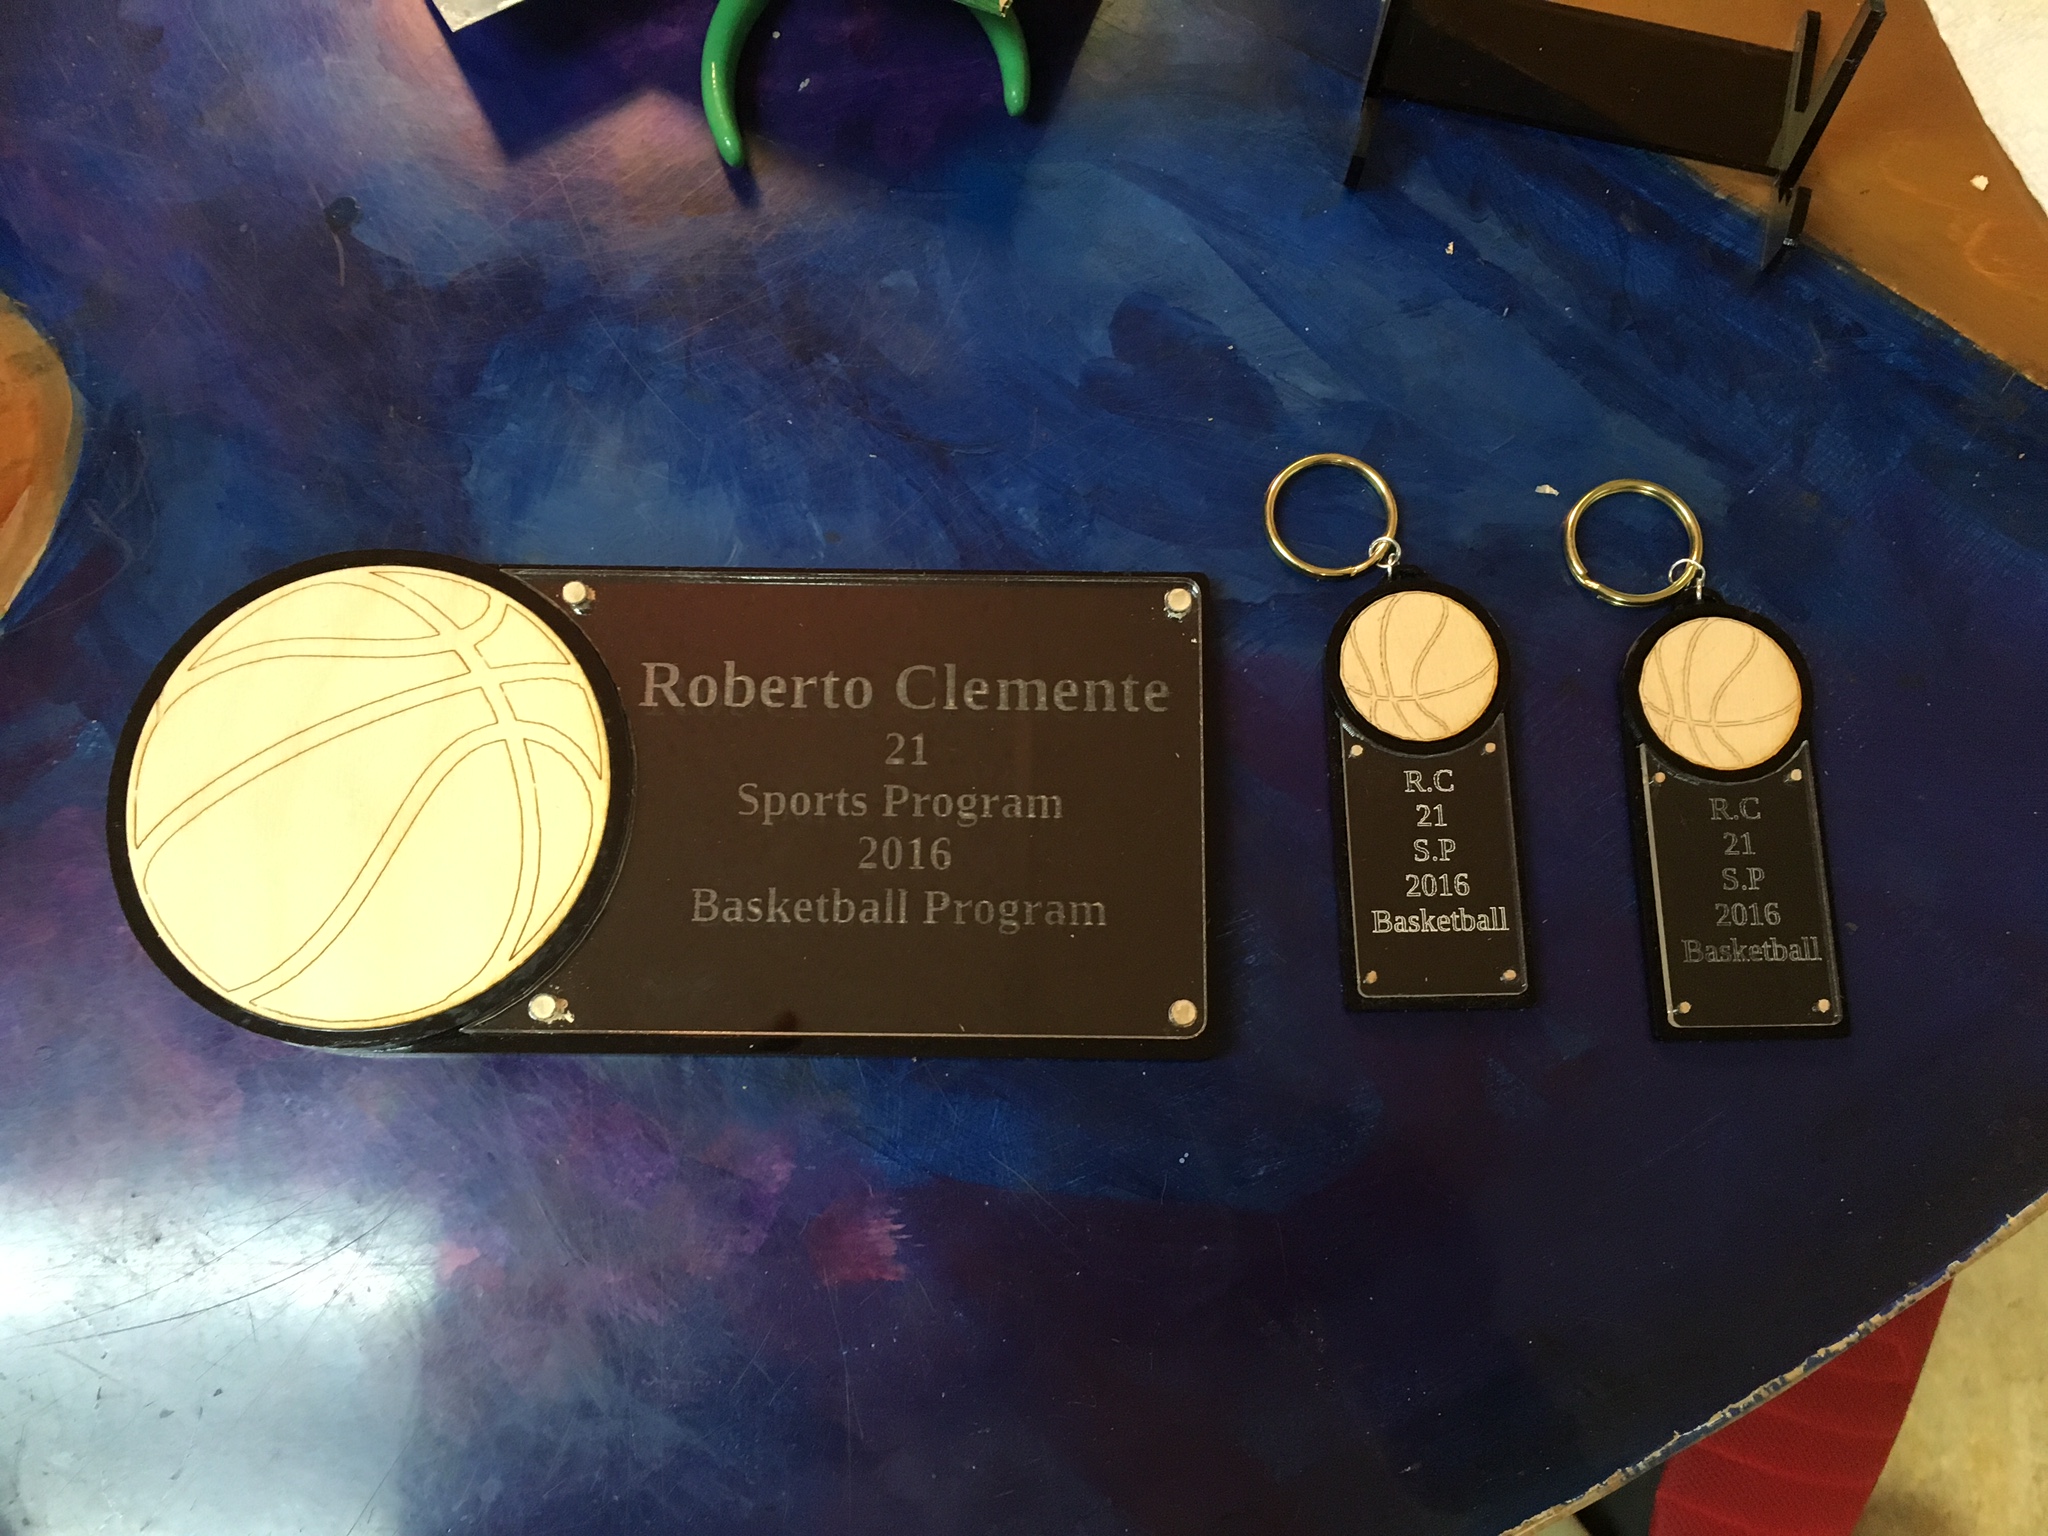 Roberto Clemente
21
Sports Program
2016
Basketball Program
R.C
21
S.P
2016
Basketball
R.C
21
S.P
2016
Basketball